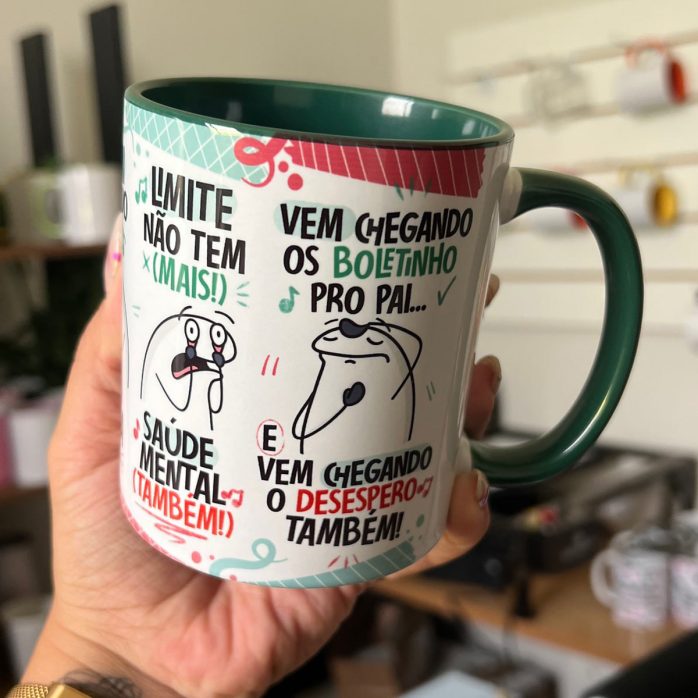 LIMITE
NÃO TEM
(MAIS!)
SAÚDE
MENTAL
(TAMBÉM!)
VEM CHEGANDO
OS BOLETINHO
PRO PAI...
E
VEM CHEGANDO
O DESESPERO
TAMBÉM!